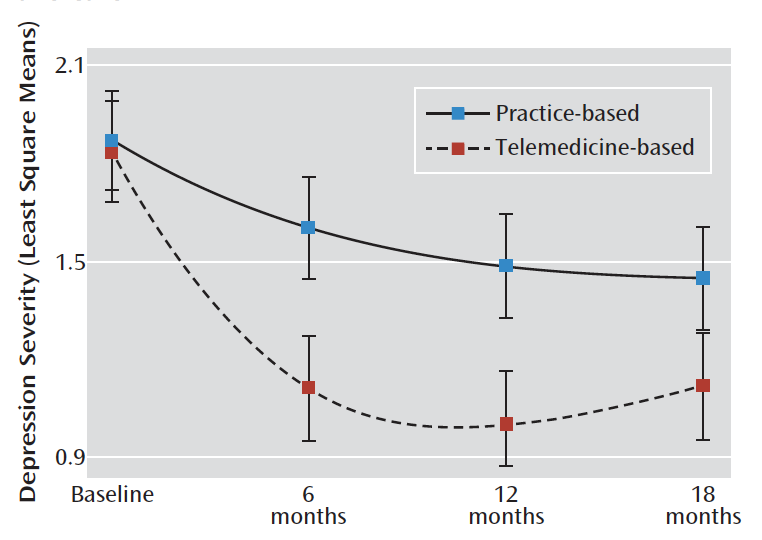 Depression Severity (Least Square Means)
2.1
1.5
0.9
Practice-based
Telemedicine-based
Baseline
6 months
12 months
18 months